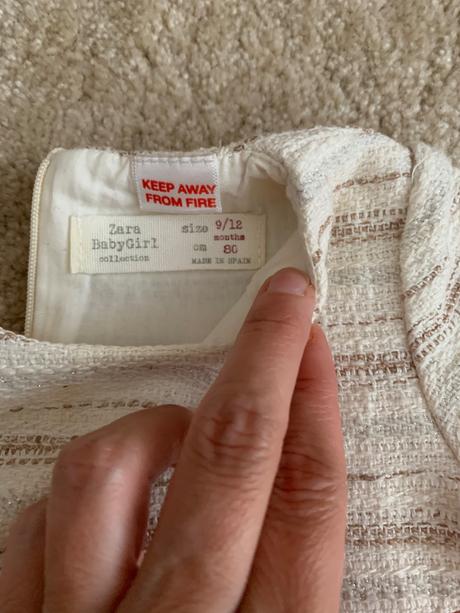 KEEP AWAY
FROM FIRE
Zara size 9/12
BabyGirl months
collection cm 80
MADE IN SPAIN